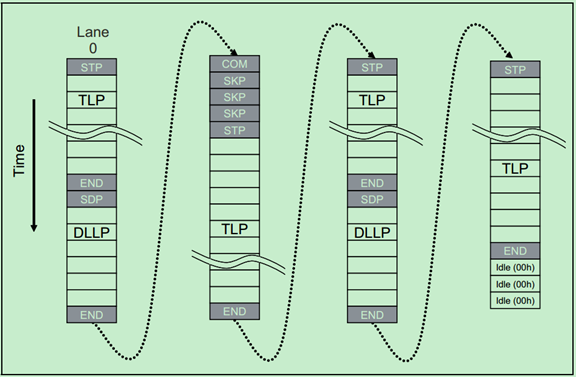 Lane
0
Time
STP
TLP
END
SDP
DLLP
END
COM
SKP
SKP
SKP
STP
TLP
END
STP
TLP
END
SDP
DLLP
END
STP
TLP
END
Idle (00h)
Idle (00h)
Idle (00h)